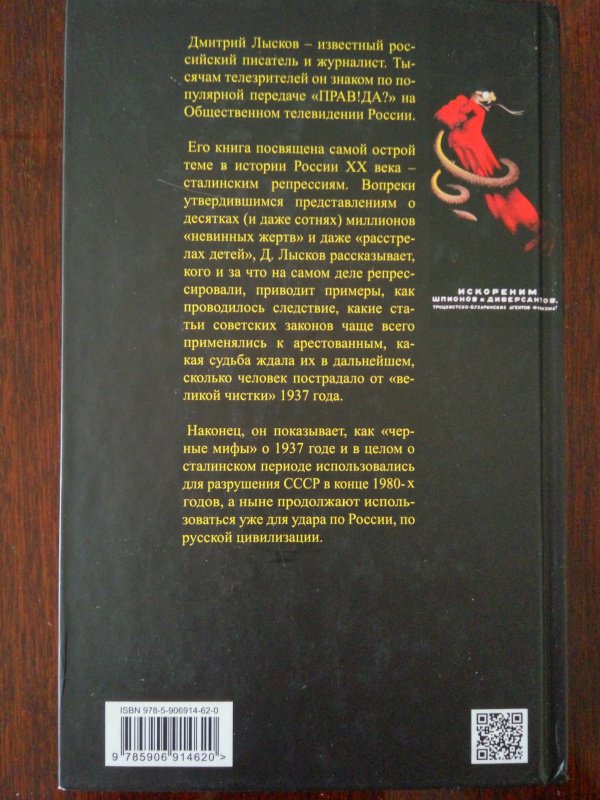 Дмитрий Лысков – известный рос-
сийский писатель и журналист. Ты-
сячам телезрителей он знаком по по-
пулярной передаче «ПРАВ!ДА?» на
Общественном телевидении России.
Его книга посвящена самой острой
теме в истории России XX века –
сталинским репрессиям. Вопреки
утвердившимся представлениям о
десятках (и даже сотнях) миллионов
«невинных жертв» и даже «расстре-
лах детей», Д. Лысков рассказывает,
кого и за что на самом деле репрес-
сировали, приводит примеры, как
проводилось следствие, какие ста-
тьи советских законов чаще всего
применялись к арестованным, ка-
кая судьба ждала их в дальнейшем,
сколько человек пострадало от «ве-
ликой чистки» 1937 года.
Наконец, он показывает, как «чер-
ные мифы» о 1937 годе и в целом о
сталинском периоде использовались
для разрушения СССР в конце 1980-х
годов, а ныне продолжают использо-
ваться уже для удара по России, по
русской цивилизации.
ИСКОРЕНИМ
ШПИОНОВ и ДИВЕРСАНТОВ,
ТРОЦКИСТСКО-БУХАРИНСКИХ АГЕНТОВ ФАШИЗМА!
ISBN 978-5-906914-62-0
9 785906 914620 >